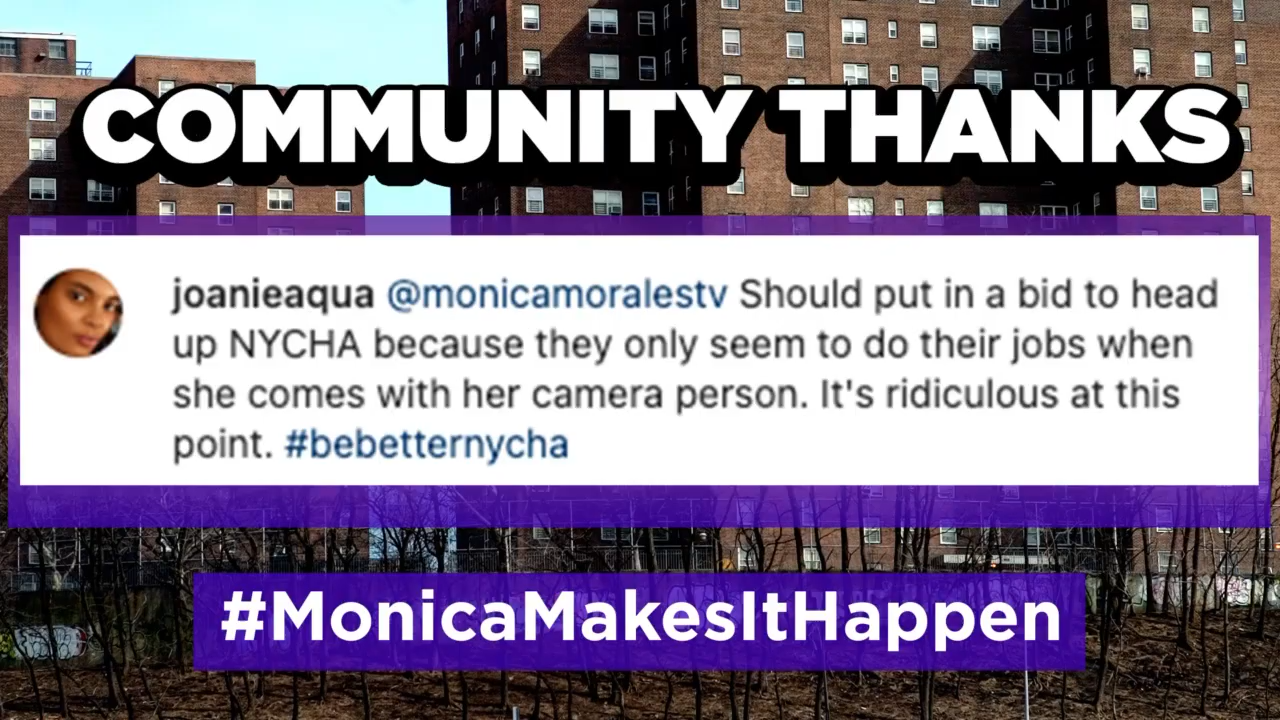 COMMUNITY THANKS
joanieaqua @monicamoralestv Should put in a bid to head
up NYCHA because they only seem to do their jobs when
she comes with her camera person. It's ridiculous at this
point. #bebetternycha
#MonicaMakesItHappen